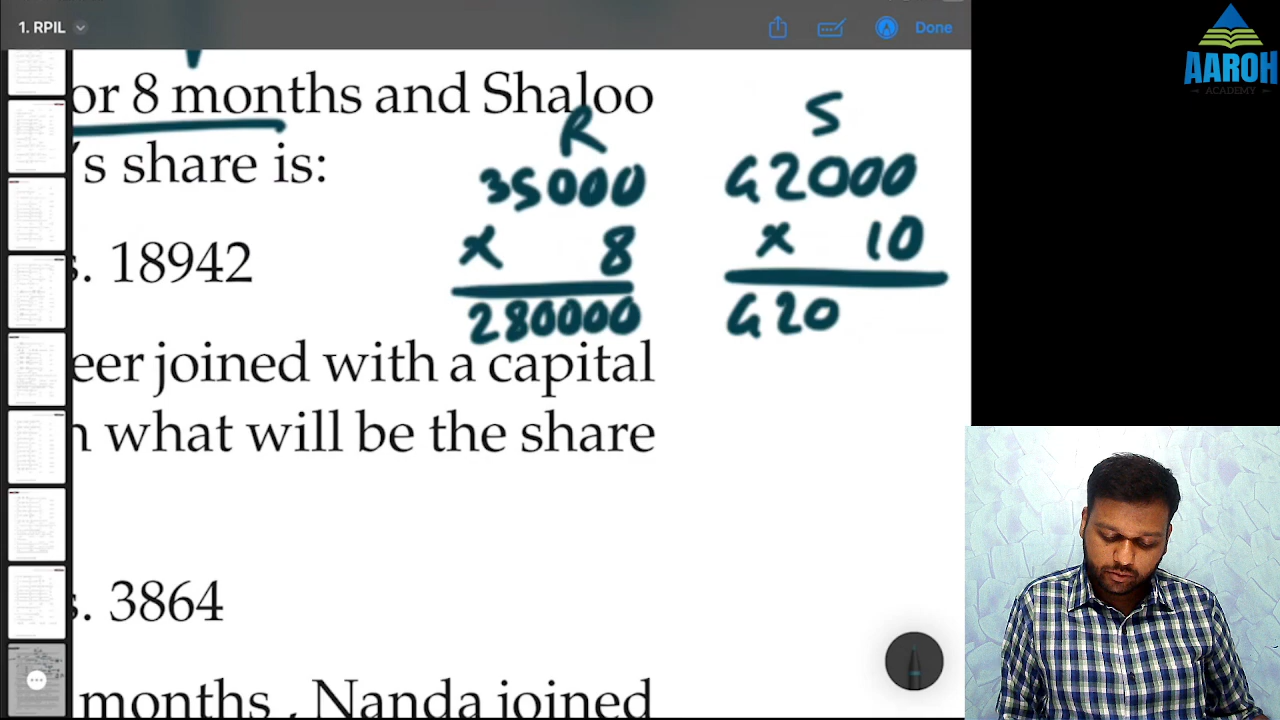 1. RPIL
Done
AAROH
ACADEMY
or 8 months and Shaloo
's share is:
s. 18942
R
35000
x 8
280000
S
42000
x 10
420
eer joined with a capital
n what will be the share
s. 3864
months , Nanda joined